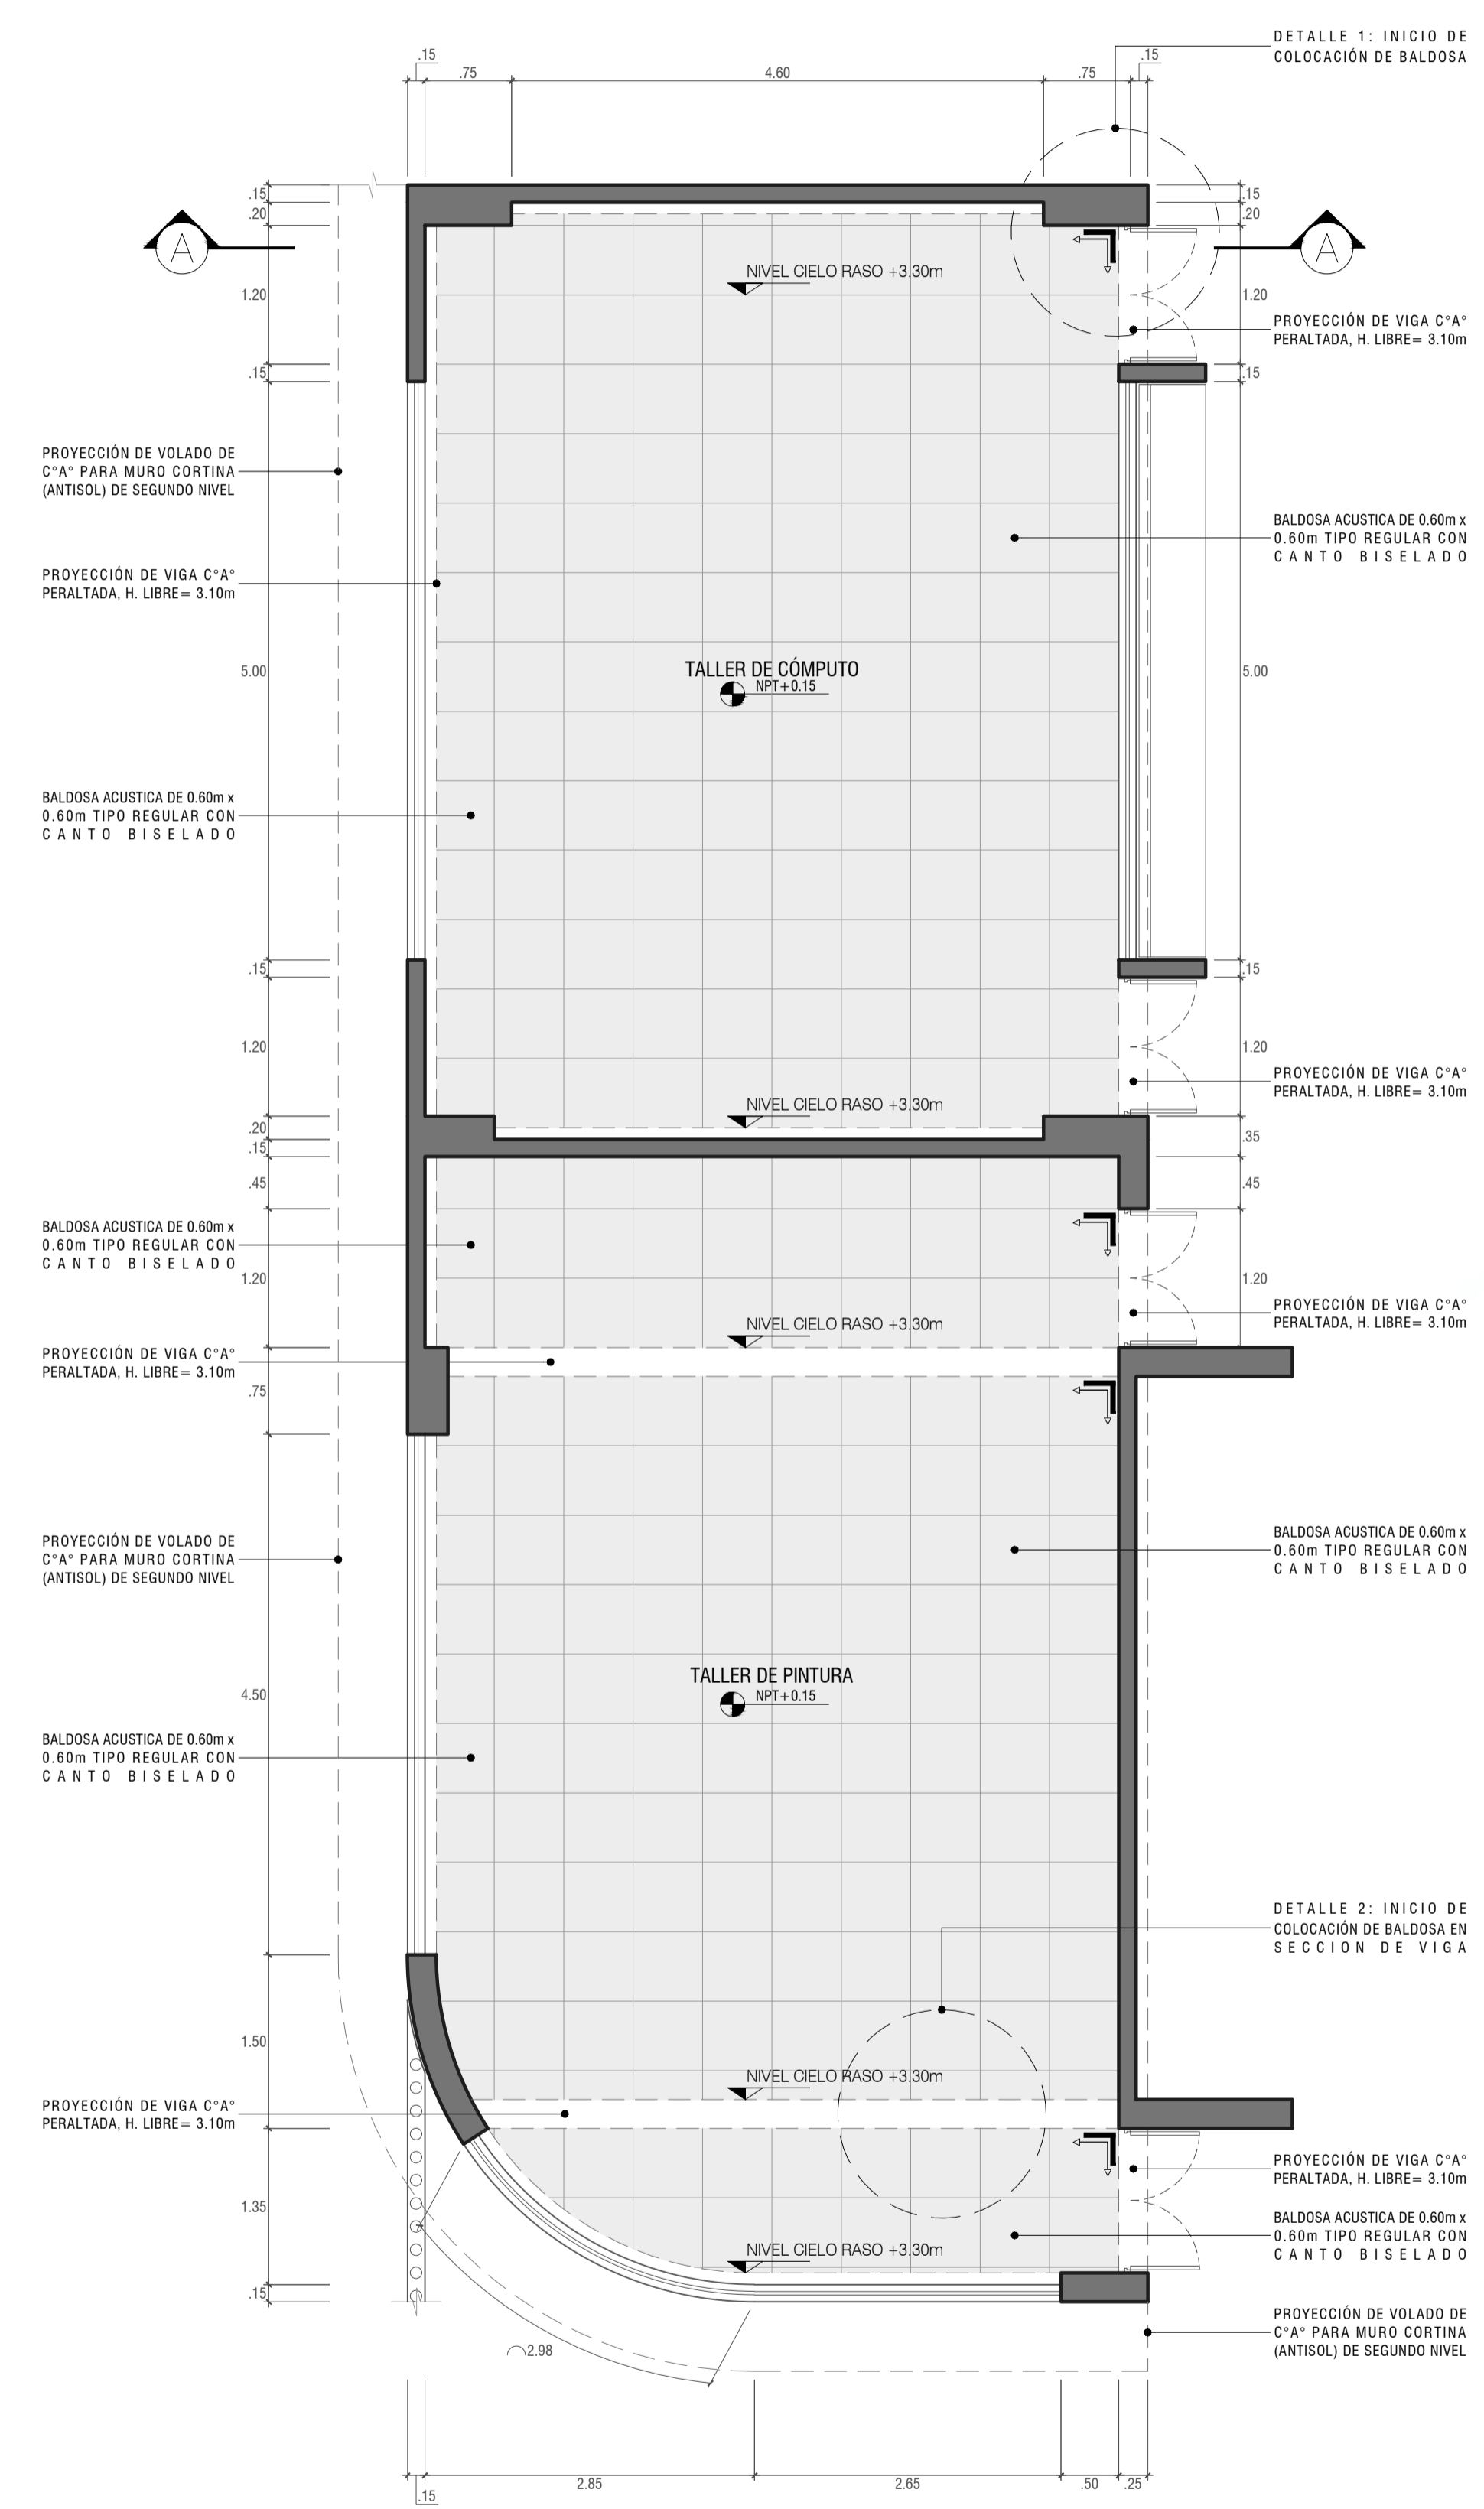 DETALLE 1: INICIO DE
COLOCACIÓN DE BALDOSA
.15
.75
4.60
.75
.15
.15
.20
.15
.20
A
A
NIVEL CIELO RASO +3.30m
1.20
1.20
PROYECCIÓN DE VIGA C°A°
PERALTADA, H. LIBRE= 3.10m
.15
.15
PROYECCIÓN DE VOLADO DE
C°A° PARA MURO CORTINA
(ANTISOL) DE SEGUNDO NIVEL
BALDOSA ACUSTICA DE 0.60m x
0.60m TIPO REGULAR CON
CANTO BISELADO
PROYECCIÓN DE VIGA C°A°
PERALTADA, H. LIBRE= 3.10m
5.00
TALLER DE CÓMPUTO
NPT+0.15
5.00
BALDOSA ACUSTICA DE 0.60m x
0.60m TIPO REGULAR CON
CANTO BISELADO
.15
.15
1.20
1.20
PROYECCIÓN DE VIGA C°A°
PERALTADA, H. LIBRE= 3.10m
NIVEL CIELO RASO +3.30m
.20
.15
.35
.45
.45
BALDOSA ACUSTICA DE 0.60m x
0.60m TIPO REGULAR CON
CANTO BISELADO
1.20
1.20
PROYECCIÓN DE VIGA C°A°
PERALTADA, H. LIBRE= 3.10m
NIVEL CIELO RASO +3.30m
PROYECCIÓN DE VIGA C°A°
PERALTADA, H. LIBRE= 3.10m
.75
PROYECCIÓN DE VOLADO DE
C°A° PARA MURO CORTINA
(ANTISOL) DE SEGUNDO NIVEL
BALDOSA ACUSTICA DE 0.60m x
0.60m TIPO REGULAR CON
CANTO BISELADO
TALLER DE PINTURA
NPT+0.15
4.50
BALDOSA ACUSTICA DE 0.60m x
0.60m TIPO REGULAR CON
CANTO BISELADO
DETALLE 2: INICIO DE
COLOCACIÓN DE BALDOSA EN
SECCION DE VIGA
1.50
NIVEL CIELO RASO +3.30m
PROYECCIÓN DE VIGA C°A°
PERALTADA, H. LIBRE= 3.10m
PROYECCIÓN DE VIGA C°A°
PERALTADA, H. LIBRE= 3.10m
1.35
BALDOSA ACUSTICA DE 0.60m x
0.60m TIPO REGULAR CON
CANTO BISELADO
NIVEL CIELO RASO +3.30m
.15
PROYECCIÓN DE VOLADO DE
C°A° PARA MURO CORTINA
(ANTISOL) DE SEGUNDO NIVEL
2.98
.15
2.85
2.65
.50
.25